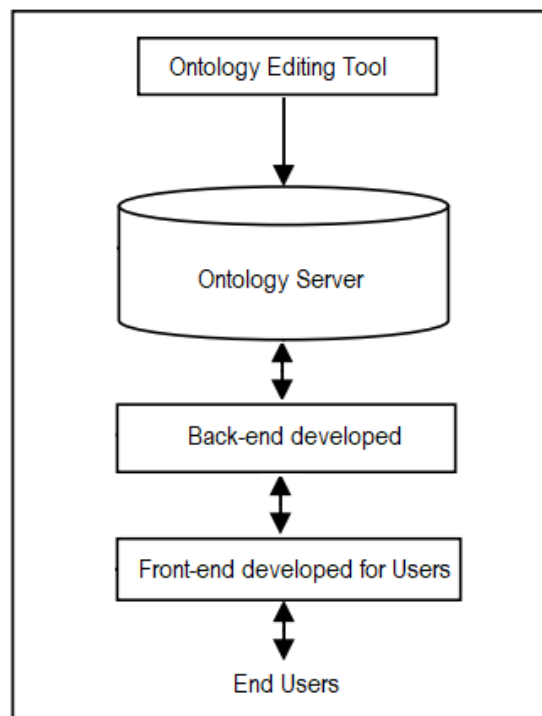 Ontology Editing Tool
Ontology Server
Back-end developed
Front-end developed for Users
End Users